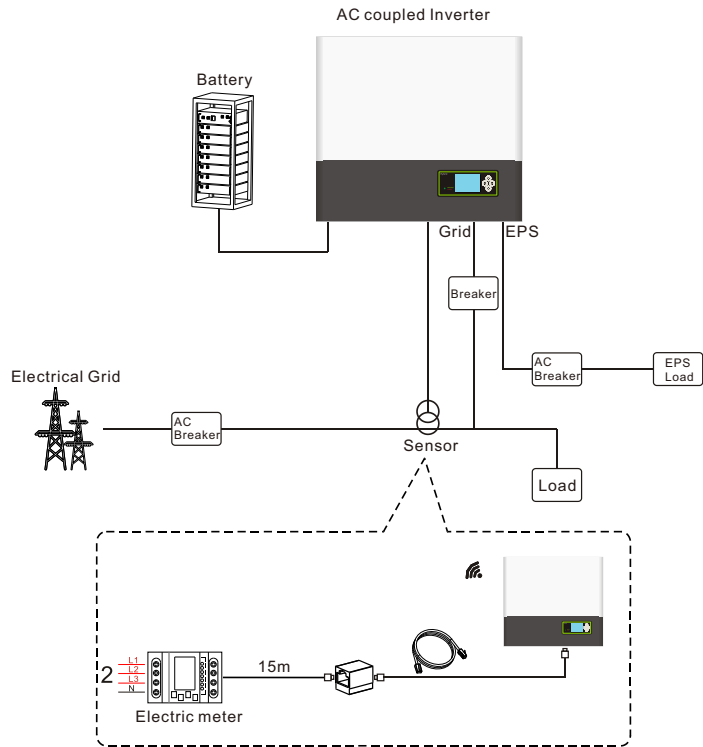 AC coupled Inverter
Battery
Grid
EPS
Breaker
AC
Breaker
EPS
Load
Electrical Grid
AC
Breaker
Sensor
Load
2
L1
L2
L3
N
15m
Electric meter